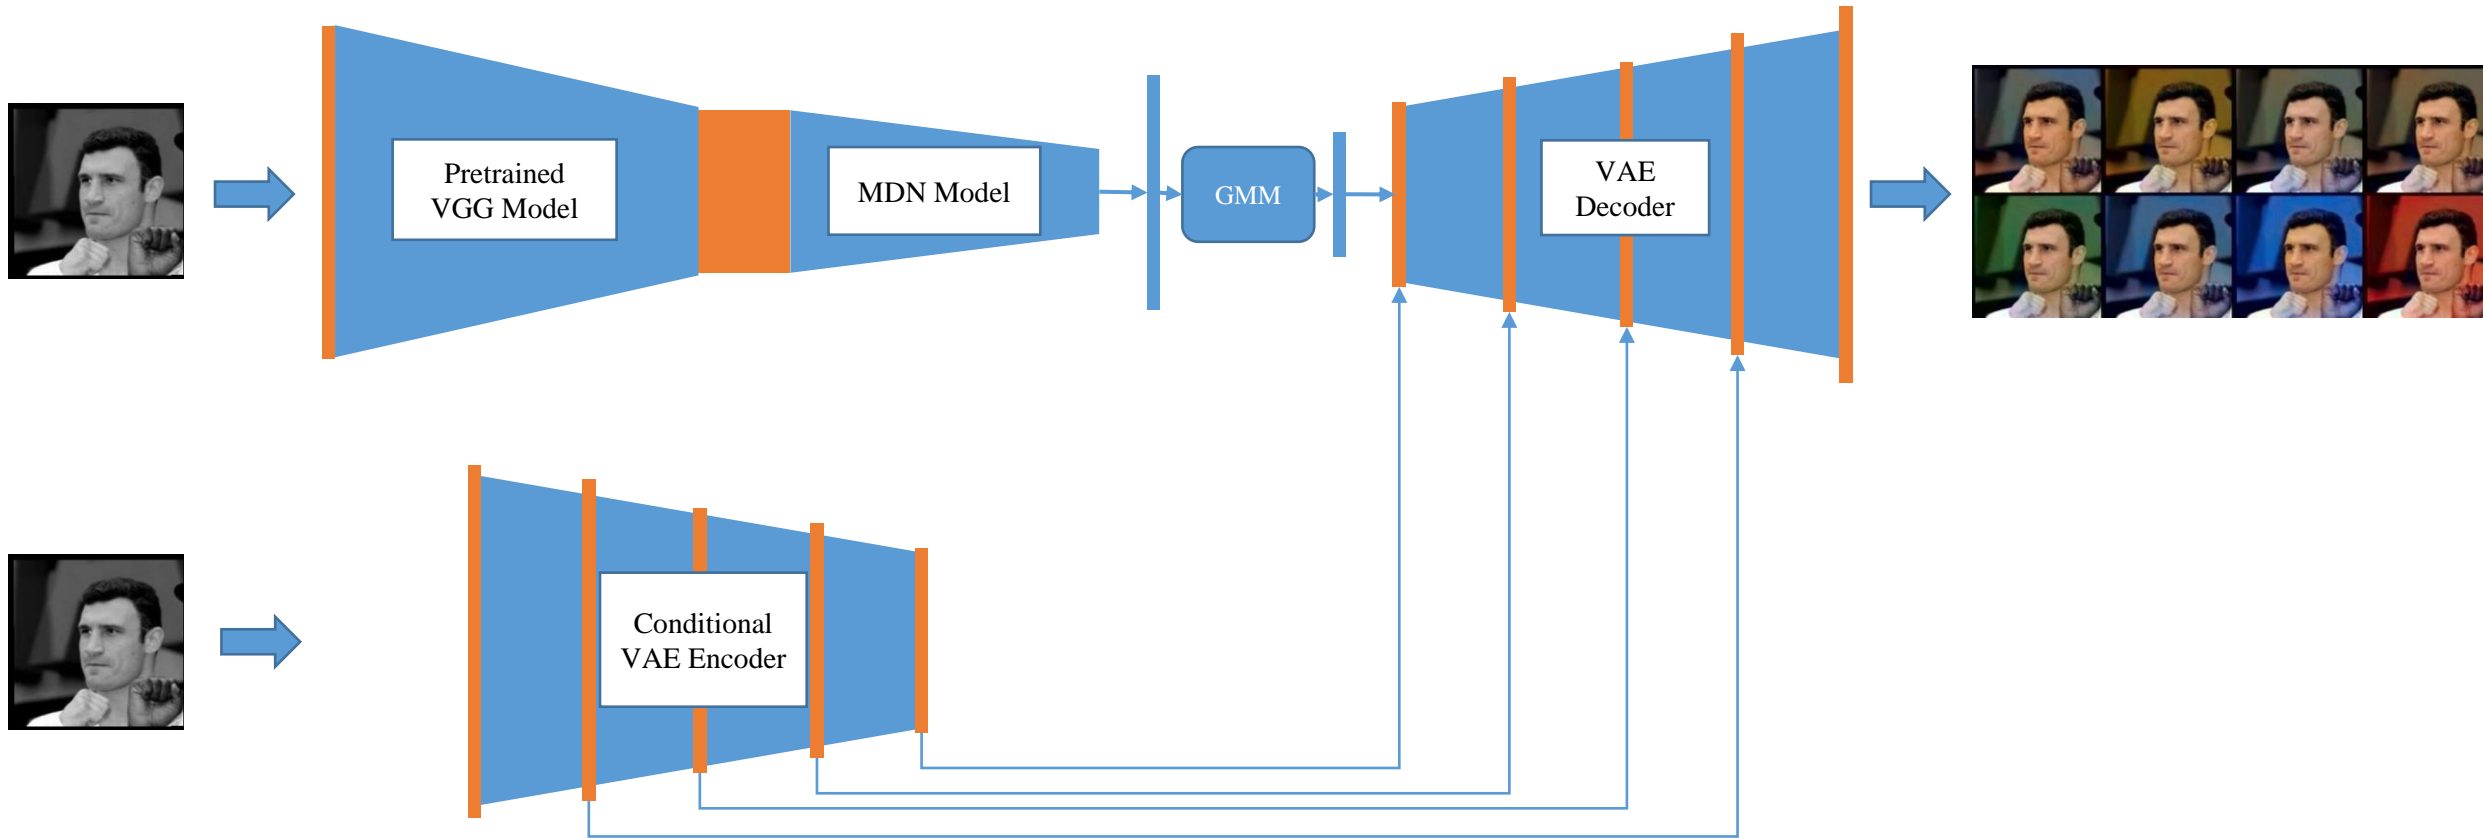 Pretrained
VGG Model
MDN Model
GMM
VAE
Decoder
Conditional
VAE Encoder